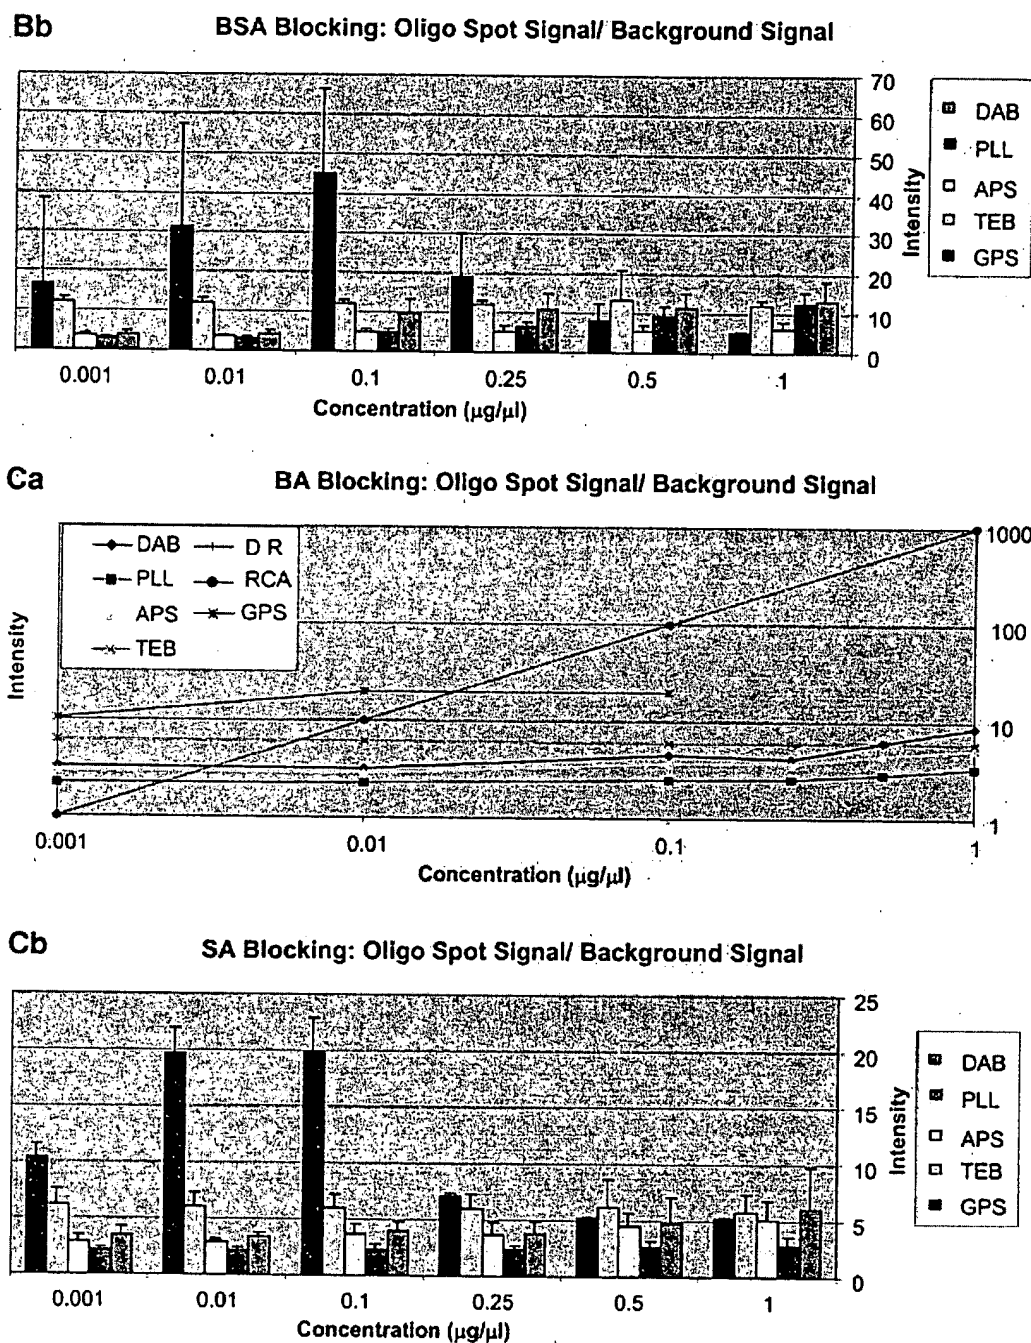 Bb
BSA Blocking: Oligo Spot Signal/ Background Signal
70
60
50
40
30
20
10
0
Intensity
DAB
PLL
APS
TEB
GPS
0.001 0.01 0.1 0.25 0.5 1
Concentration (µg/µl)
Ca
BA Blocking: Oligo Spot Signal/ Background Signal
Intensity
DAB D R
PLL RCA
APS GPS
TEB
1000
100
10
1
0.001 0.01 0.1 1
Concentration (µg/µl)
Cb
SA Blocking: Oligo Spot Signal/ Background Signal
25
20
15
10
5
0
Intensity
DAB
PLL
APS
TEB
GPS
0.001 0.01 0.1 0.25 0.5 1
Concentration (µg/µl)